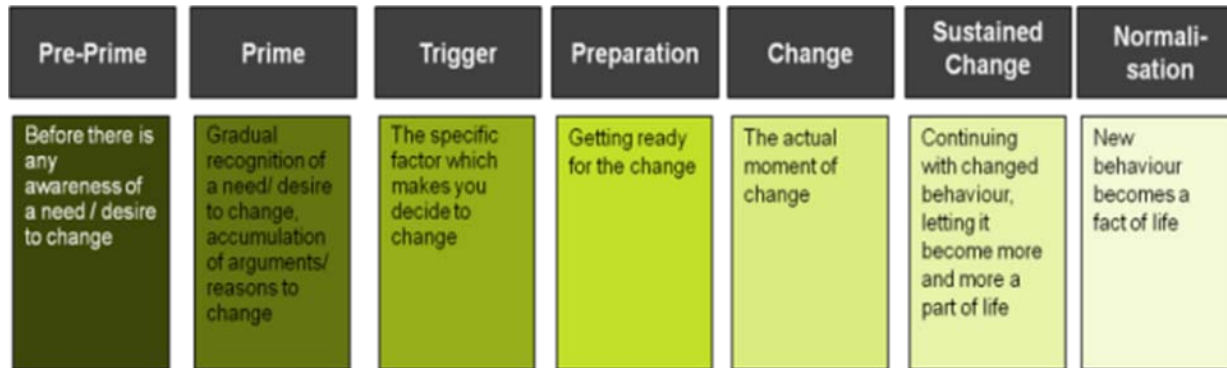 Pre-Prime
Prime
Trigger
Preparation
Change
Sustained
Change
Normali-
sation
Before there is
any
awareness of
a need / desire
to change
Gradual
recognition of
a need/ desire
to change,
accumulation
of arguments/
reasons to
change
The specific
factor which
makes you
decide to
change
Getting ready
for the change
The actual
moment of
change
Continuing
with changed
behaviour,
letting it
become more
and more a
part of life
New
behaviour
becomes a
fact of life